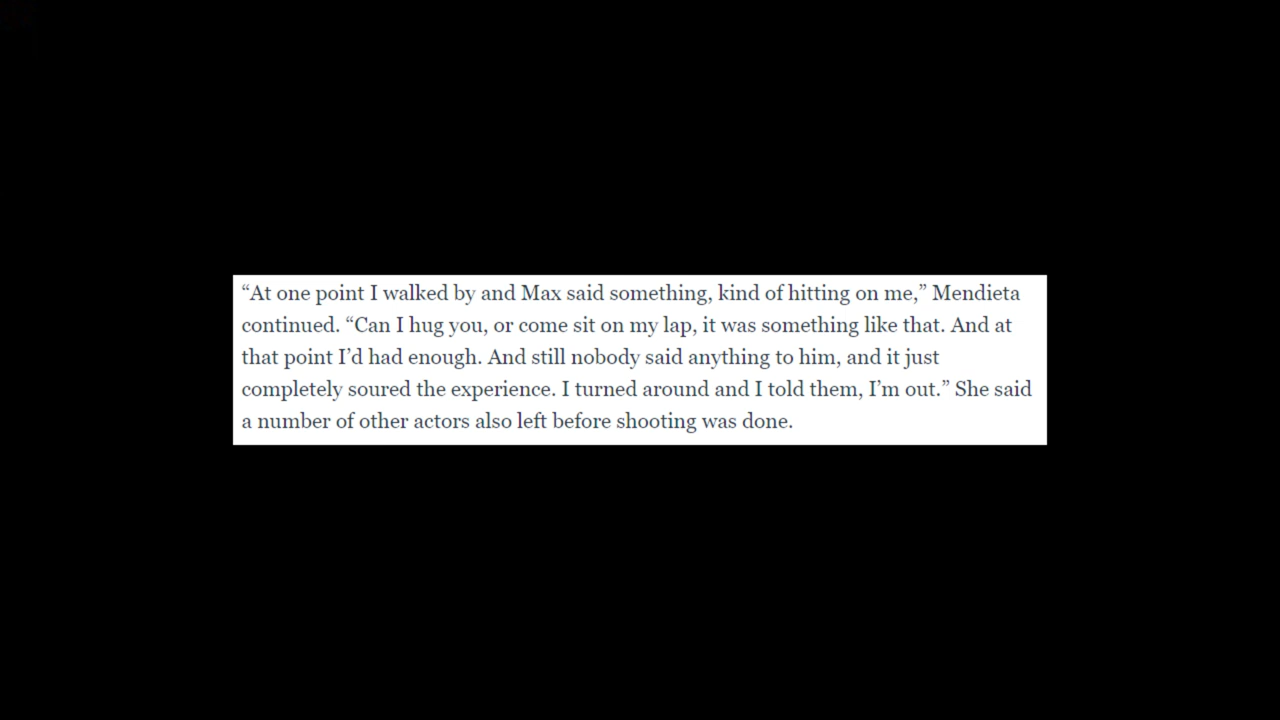 “At one point I walked by and Max said something, kind of hitting on me,” Mendieta
continued. “Can I hug you, or come sit on my lap, it was something like that. And at
that point I’d had enough. And still nobody said anything to him, and it just
completely soured the experience. I turned around and I told them, I’m out.” She said
a number of other actors also left before shooting was done.